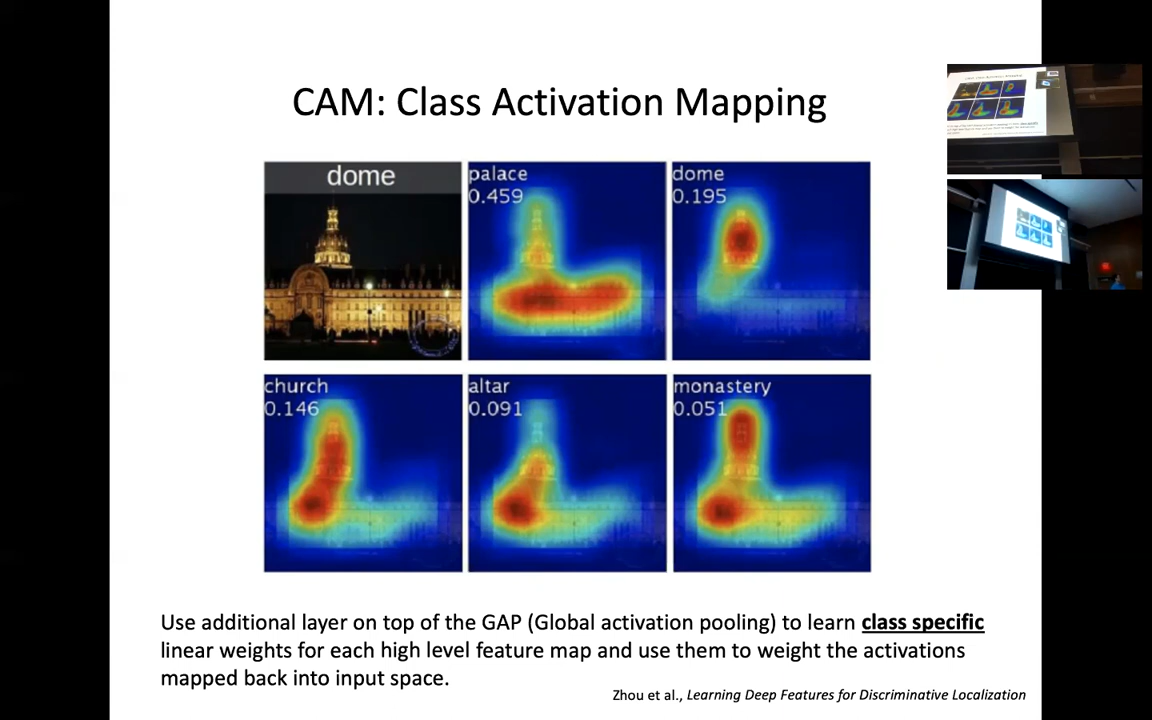 CAM: Class Activation Mapping
dome
palace
0.459
dome
0.195
church
0.146
altar
0.091
monastery
0.051
Use additional layer on top of the GAP (Global activation pooling) to learn class specific
linear weights for each high level feature map and use them to weight the activations
mapped back into input space.
Zhou et al., Learning Deep Features for Discriminative Localization